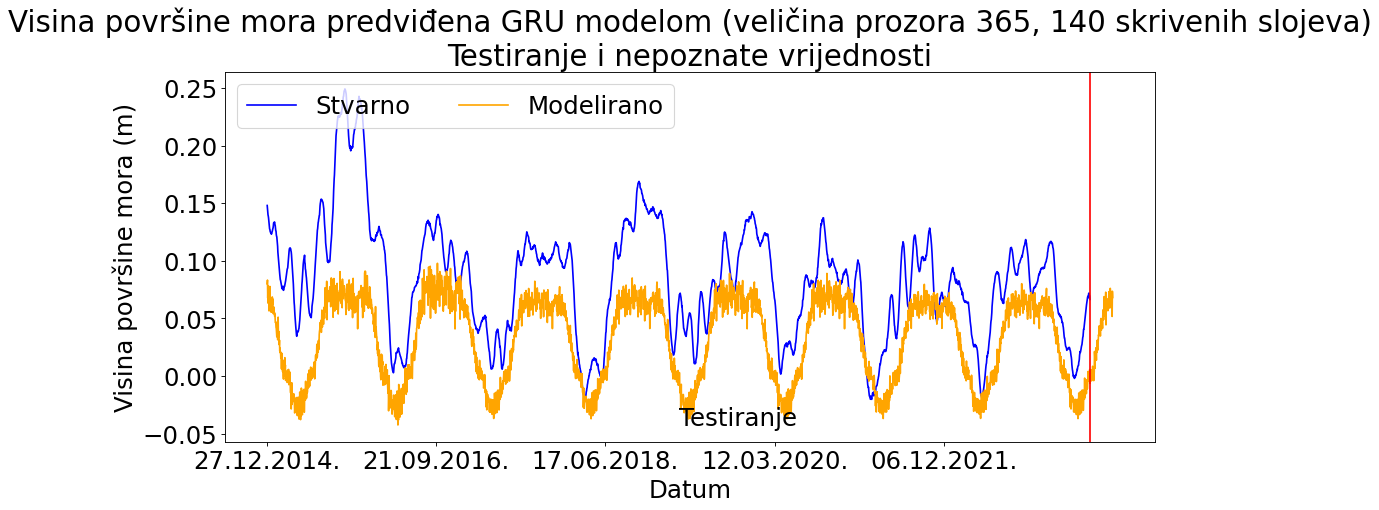 Visina površine mora predviđena GRU modelom (veličina prozora 365, 140 skrivenih slojeva)
Testiranje i nepoznate vrijednosti
Stvarno
Modelirano
Visina površine mora (m)
0.25
0.20
0.15
0.10
0.05
0.00
−0.05
Testiranje
27.12.2014.
21.09.2016.
17.06.2018.
12.03.2020.
06.12.2021.
Datum